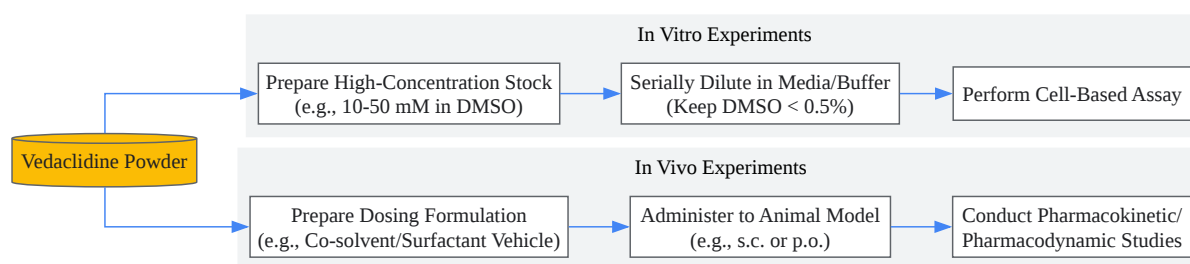 In Vitro Experiments
Prepare High-Concentration Stock
(e.g., 10-50 mM in DMSO)
Serially Dilute in Media/Buffer
(Keep DMSO < 0.5%)
Perform Cell-Based Assay
Vedaclidine Powder
In Vivo Experiments
Prepare Dosing Formulation
(e.g., Co-solvent/Surfactant Vehicle)
Administer to Animal Model
(e.g., s.c. or p.o.)
Conduct Pharmacokinetic/
Pharmacodynamic Studies